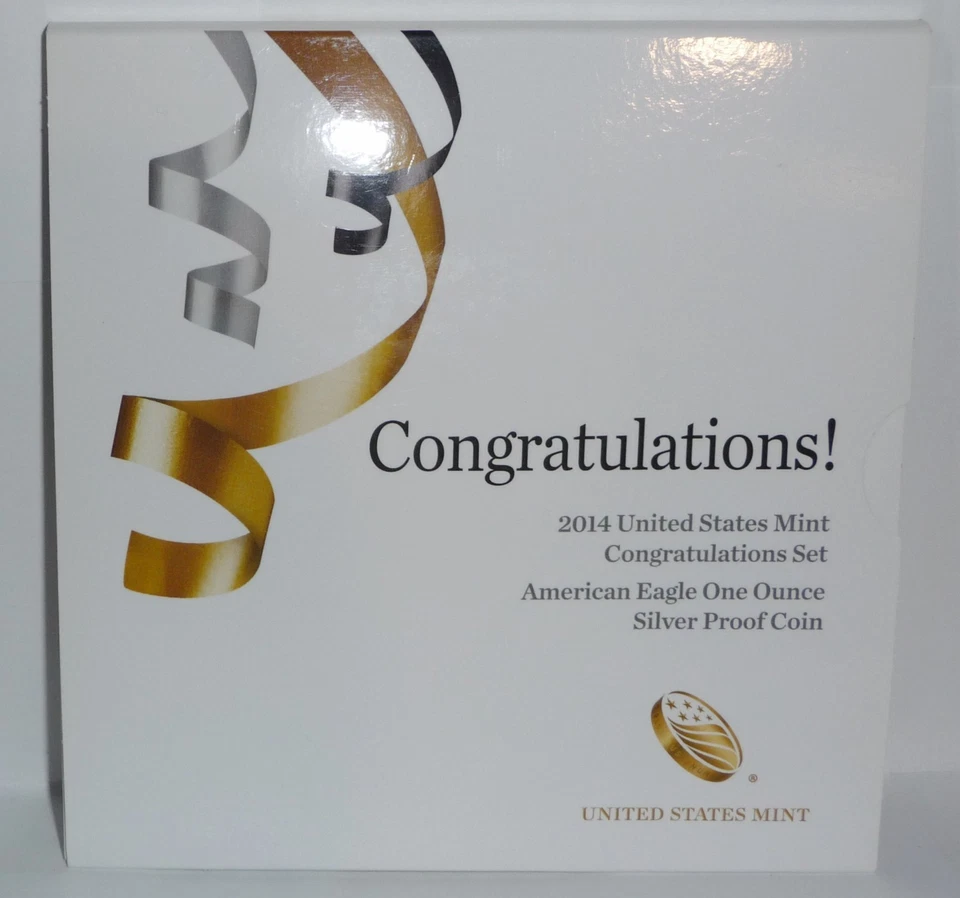 Congratulations!
2014 United States Mint
Congratulations Set
American Eagle One Ounce
Silver Proof Coin
®
UNITED STATES MINT